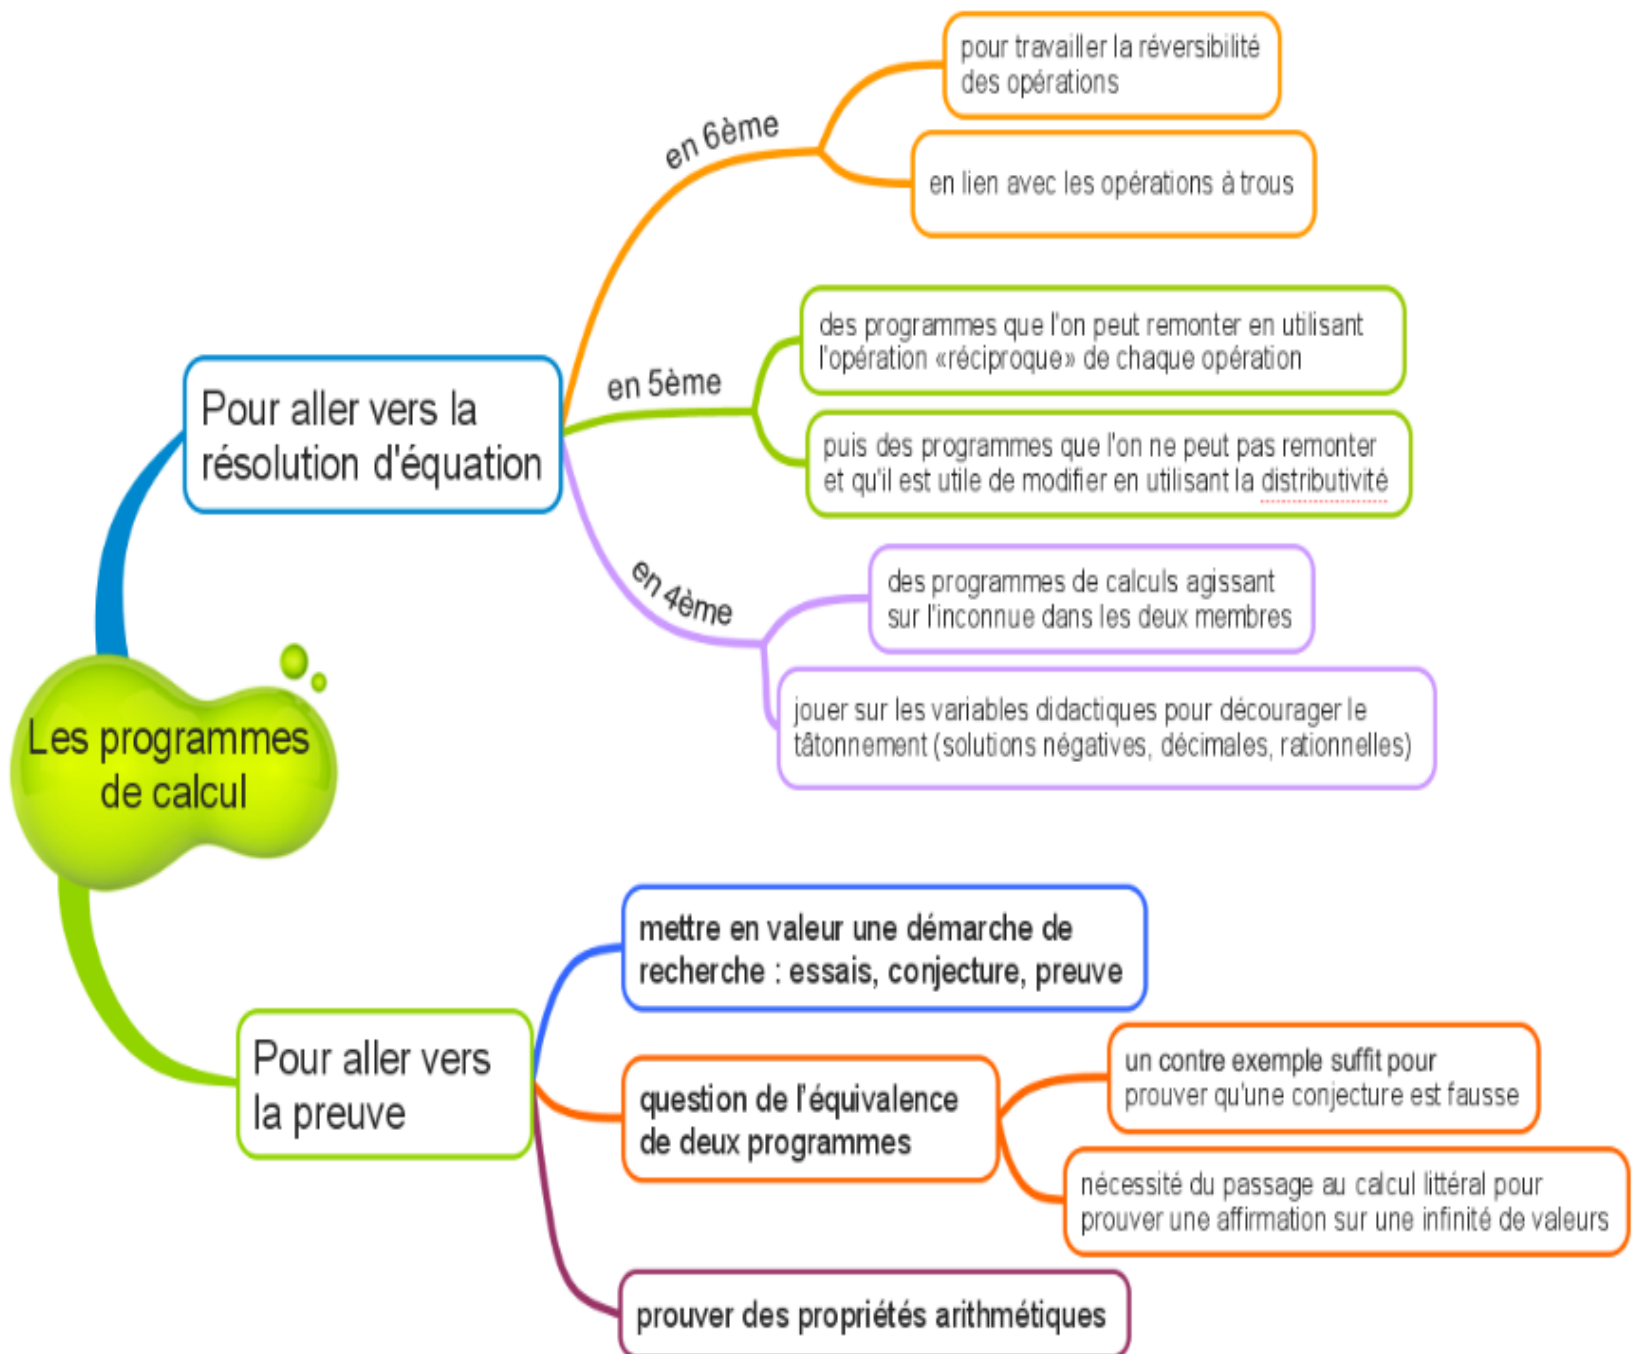 Les programmes
de calcul
Pour aller vers la
résolution d'équation
en 6ème
pour travailler la réversibilité
des opérations
en lien avec les opérations à trous
en 5ème
des programmes que l'on peut remonter en utilisant
l'opération «réciproque» de chaque opération
puis des programmes que l'on ne peut pas remonter
et qu'il est utile de modifier en utilisant la distributivité
en 4ème
des programmes de calculs agissant
sur l'inconnue dans les deux membres
jouer sur les variables didactiques pour décourager le
tâtonnement (solutions négatives, décimales, rationnelles)
Pour aller vers
la preuve
mettre en valeur une démarche de
recherche : essais, conjecture, preuve
question de l'équivalence
de deux programmes
un contre exemple suffit pour
prouver qu'une conjecture est fausse
nécessité du passage au calcul littéral pour
prouver une affirmation sur une infinité de valeurs
prouver des propriétés arithmétiques